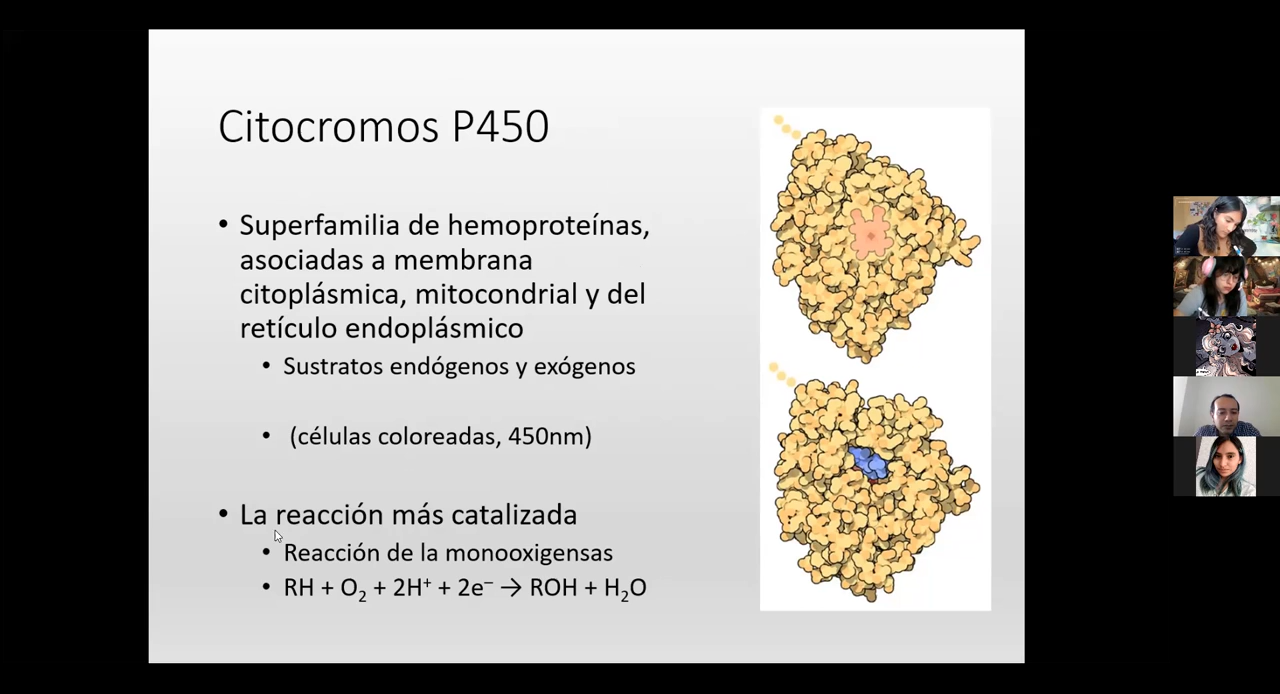 Citocromos P450
• Superfamilia de hemoproteínas,
asociadas a membrana
citoplásmica, mitocondrial y del
retículo endoplásmico
• Sustratos endógenos y exógenos
• (células coloreadas, 450nm)
• La reacción más catalizada
• Reacción de la monooxigensas
• RH + O₂ + 2H⁺ + 2e⁻ → ROH + H₂O